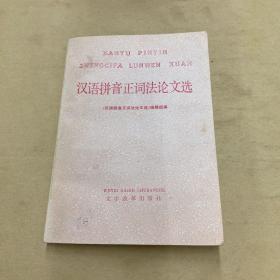 HANYU PINYIN
ZHENGCIFA LUNWEN XUAN
汉语拼音正词法论文选
《汉语拼音正词法论文选》编辑组编
WENZI GAIGE CHUBANSHE
文字改革出版社